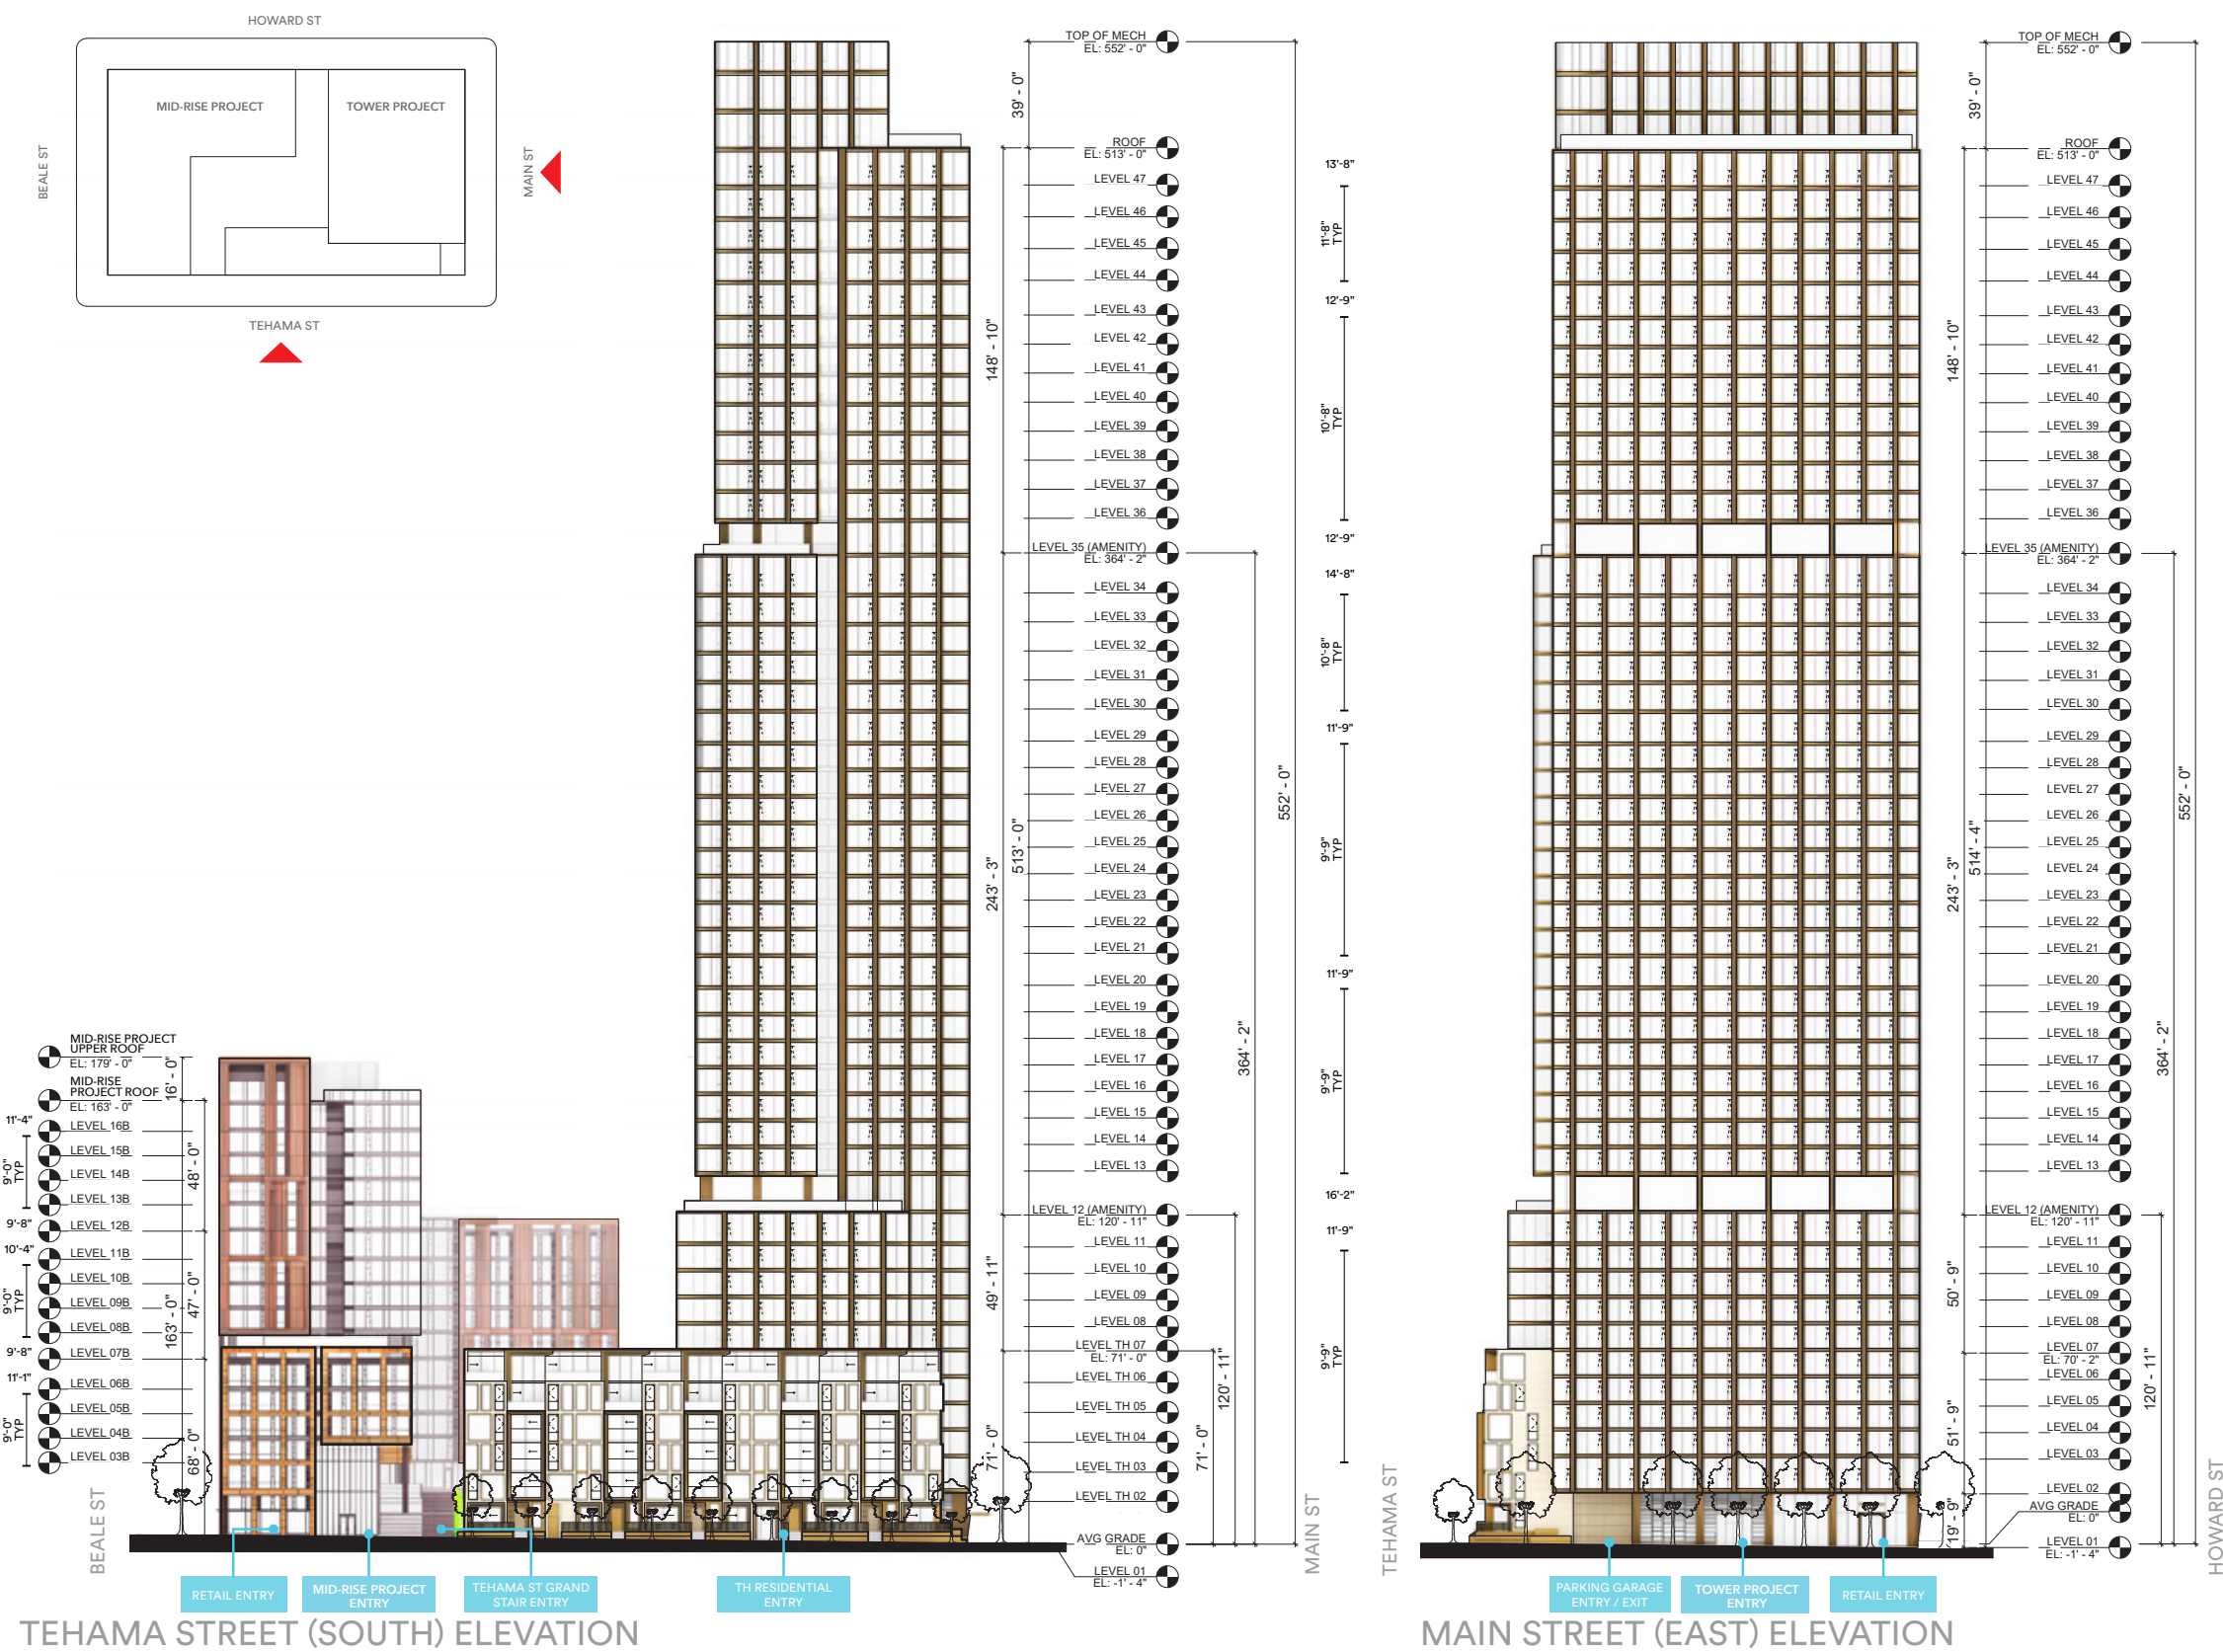 HOWARD ST
MID-RISE PROJECT
TOWER PROJECT
BEALE ST
MAIN ST
TEHAMA ST
TOP OF MECH
EL: 552' - 0"
ROOF
EL: 513' - 0"
LEVEL 47
LEVEL 46
LEVEL 45
LEVEL 44
LEVEL 43
LEVEL 42
LEVEL 41
LEVEL 40
LEVEL 39
LEVEL 38
LEVEL 37
LEVEL 36
LEVEL 35 (AMENITY)
EL: 364' - 2"
LEVEL 34
LEVEL 33
LEVEL 32
LEVEL 31
LEVEL 30
LEVEL 29
LEVEL 28
LEVEL 27
LEVEL 26
LEVEL 25
LEVEL 24
LEVEL 23
LEVEL 22
LEVEL 21
LEVEL 20
LEVEL 19
LEVEL 18
LEVEL 17
LEVEL 16
LEVEL 15
LEVEL 14
LEVEL 13
LEVEL 12 (AMENITY)
EL: 120' - 11"
LEVEL 11
LEVEL 10
LEVEL 09
LEVEL 08
LEVEL TH 07
EL: 71' - 0"
LEVEL TH 06
LEVEL TH 05
LEVEL TH 04
LEVEL TH 03
LEVEL TH 02
AVG GRADE
EL: 0"
LEVEL 01
EL: -1' - 4"
39' - 0"
148' - 10"
243' - 3"
513' - 0"
49' - 11"
71' - 0"
552' - 0"
364' - 2"
120' - 11"
71' - 0"
MID-RISE PROJECT
UPPER ROOF
EL: 179' - 0"
MID-RISE
PROJECT ROOF
EL: 163' - 0"
LEVEL 16B
LEVEL 15B
LEVEL 14B
LEVEL 13B
LEVEL 12B
LEVEL 11B
LEVEL 10B
LEVEL 09B
LEVEL 08B
LEVEL 07B
LEVEL 06B
LEVEL 05B
LEVEL 04B
LEVEL 03B
11'-4"
9'-0"
TYP
9'-8"
10'-4"
9'-0"
TYP
9'-8"
11'-1"
9'-0"
TYP
16' - 0"
48' - 0"
47' - 0"
163' - 0"
68' - 0"
BEALE ST
MAIN ST
RETAIL ENTRY
MID-RISE PROJECT
ENTRY
TEHAMA ST GRAND
STAIR ENTRY
TH RESIDENTIAL
ENTRY
TEHAMA STREET (SOUTH) ELEVATION
13'-8"
11'-8"
TYP
12'-9"
10'-8"
TYP
12'-9"
14'-8"
10'-8"
TYP
11'-9"
9'-9"
TYP
11'-9"
9'-9"
TYP
16'-2"
11'-9"
9'-9"
TYP
TOP OF MECH
EL: 552' - 0"
ROOF
EL: 513' - 0"
LEVEL 47
LEVEL 46
LEVEL 45
LEVEL 44
LEVEL 43
LEVEL 42
LEVEL 41
LEVEL 40
LEVEL 39
LEVEL 38
LEVEL 37
LEVEL 36
LEVEL 35 (AMENITY)
EL: 364' - 2"
LEVEL 34
LEVEL 33
LEVEL 32
LEVEL 31
LEVEL 30
LEVEL 29
LEVEL 28
LEVEL 27
LEVEL 26
LEVEL 25
LEVEL 24
LEVEL 23
LEVEL 22
LEVEL 21
LEVEL 20
LEVEL 19
LEVEL 18
LEVEL 17
LEVEL 16
LEVEL 15
LEVEL 14
LEVEL 13
LEVEL 12 (AMENITY)
EL: 120' - 11"
LEVEL 11
LEVEL 10
LEVEL 09
LEVEL 08
LEVEL 07
EL: 70' - 2"
LEVEL 06
LEVEL 05
LEVEL 04
LEVEL 03
LEVEL 02
AVG GRADE
EL: 0"
LEVEL 01
EL: -1' - 4"
39' - 0"
148' - 10"
243' - 3"
514' - 4"
50' - 9"
51' - 9"
19' - 9"
552' - 0"
364' - 2"
120' - 11"
TEHAMA ST
HOWARD ST
PARKING GARAGE
ENTRY / EXIT
TOWER PROJECT
ENTRY
RETAIL ENTRY
MAIN STREET (EAST) ELEVATION